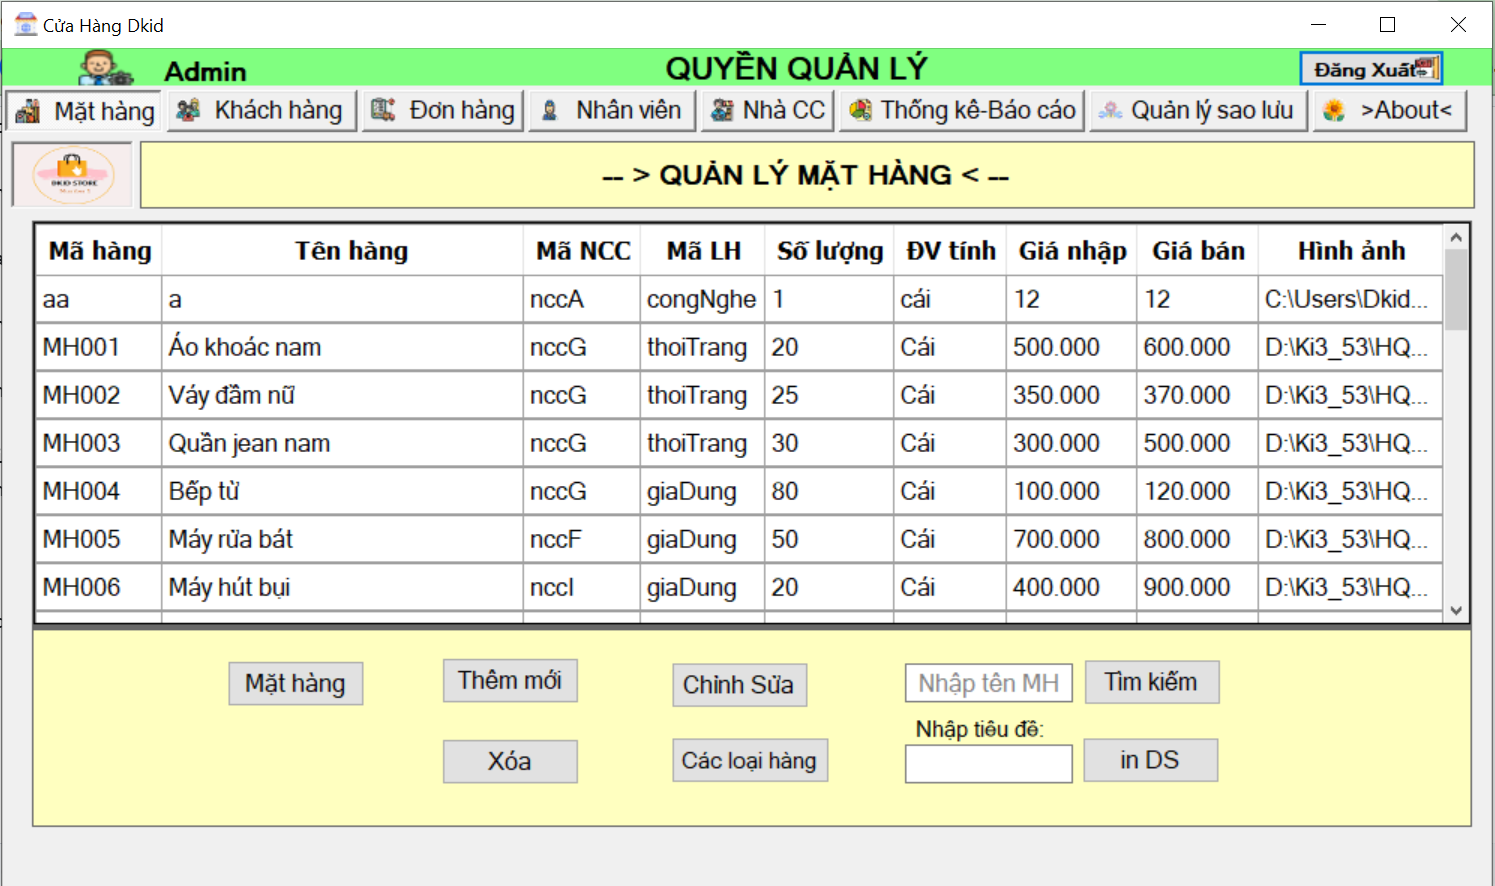 Cửa Hàng Dkid
Admin QUYỀN QUẢN LÝ Đăng Xuất
Mặt hàng Khách hàng Đơn hàng Nhân viên Nhà CC Thống kê-Báo cáo Quản lý sao lưu >About<
DKID STORE
-- > QUẢN LÝ MẶT HÀNG < --
Mã hàng Tên hàng Mã NCC Mã LH Số lượng ĐV tính Giá nhập Giá bán Hình ảnh
aa a nccA congNghe 1 cái 12 12 C:\Users\Dkid...
MH001 Áo khoác nam nccG thoiTrang 20 Cái 500.000 600.000 D:\Ki3_53\HQ...
MH002 Váy đầm nữ nccG thoiTrang 25 Cái 350.000 370.000 D:\Ki3_53\HQ...
MH003 Quần jean nam nccG thoiTrang 30 Cái 300.000 500.000 D:\Ki3_53\HQ...
MH004 Bếp từ nccG giaDung 80 Cái 100.000 120.000 D:\Ki3_53\HQ...
MH005 Máy rửa bát nccF giaDung 50 Cái 700.000 800.000 D:\Ki3_53\HQ...
MH006 Máy hút bụi nccI giaDung 20 Cái 400.000 900.000 D:\Ki3_53\HQ...
Mặt hàng Thêm mới Chỉnh Sửa Nhập tên MH Tìm kiếm
Nhập tiêu đề:
Xóa Các loại hàng in DS